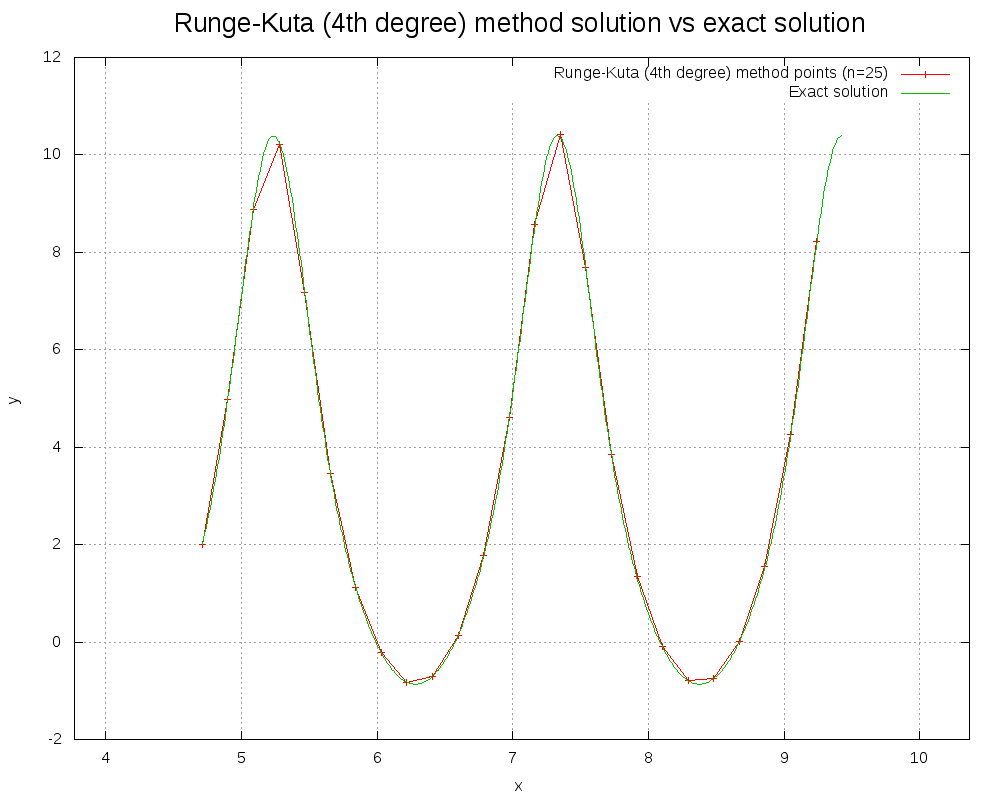 Runge-Kuta (4th degree) method solution vs exact solution
Runge-Kuta (4th degree) method points (n=25)
Exact solution
12
10
8
6
4
2
0
-2
y
4 5 6 7 8 9 10
x